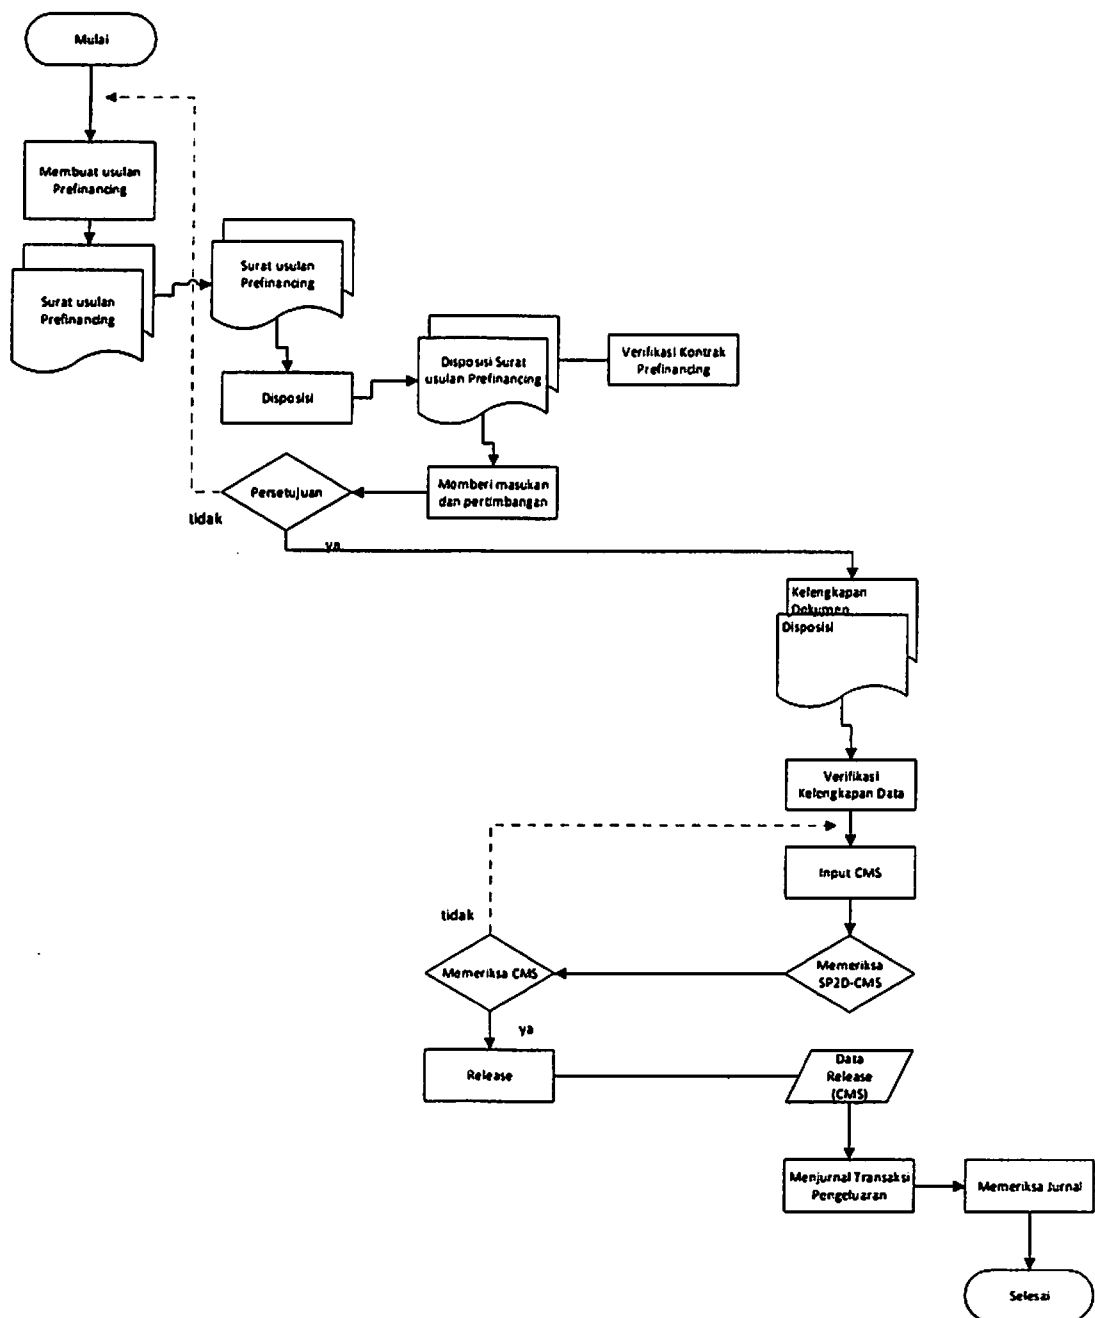 Mulai
Membuat usulan
Prefinancing
Surat usulan
Prefinancing
Surat usulan
Prefinancing
Disposisi
Disposisi Surat
usulan Prefinancing
Verifikasi Kontrak
Prefinancing
Momberi masukan
dan pertimbangan
Persetujuan
tidak
ya
Kelengkapan
Dokumen
Disposisi
Verifikasi
Kelengkapan Data
Input CMS
tidak
Memeriksa CMS
Memeriksa
SP2D-CMS
ya
Release
Data
Release
(CMS)
Menjurnal Transaksi
Pengeluaran
Memeriksa Jurnal
Selesai